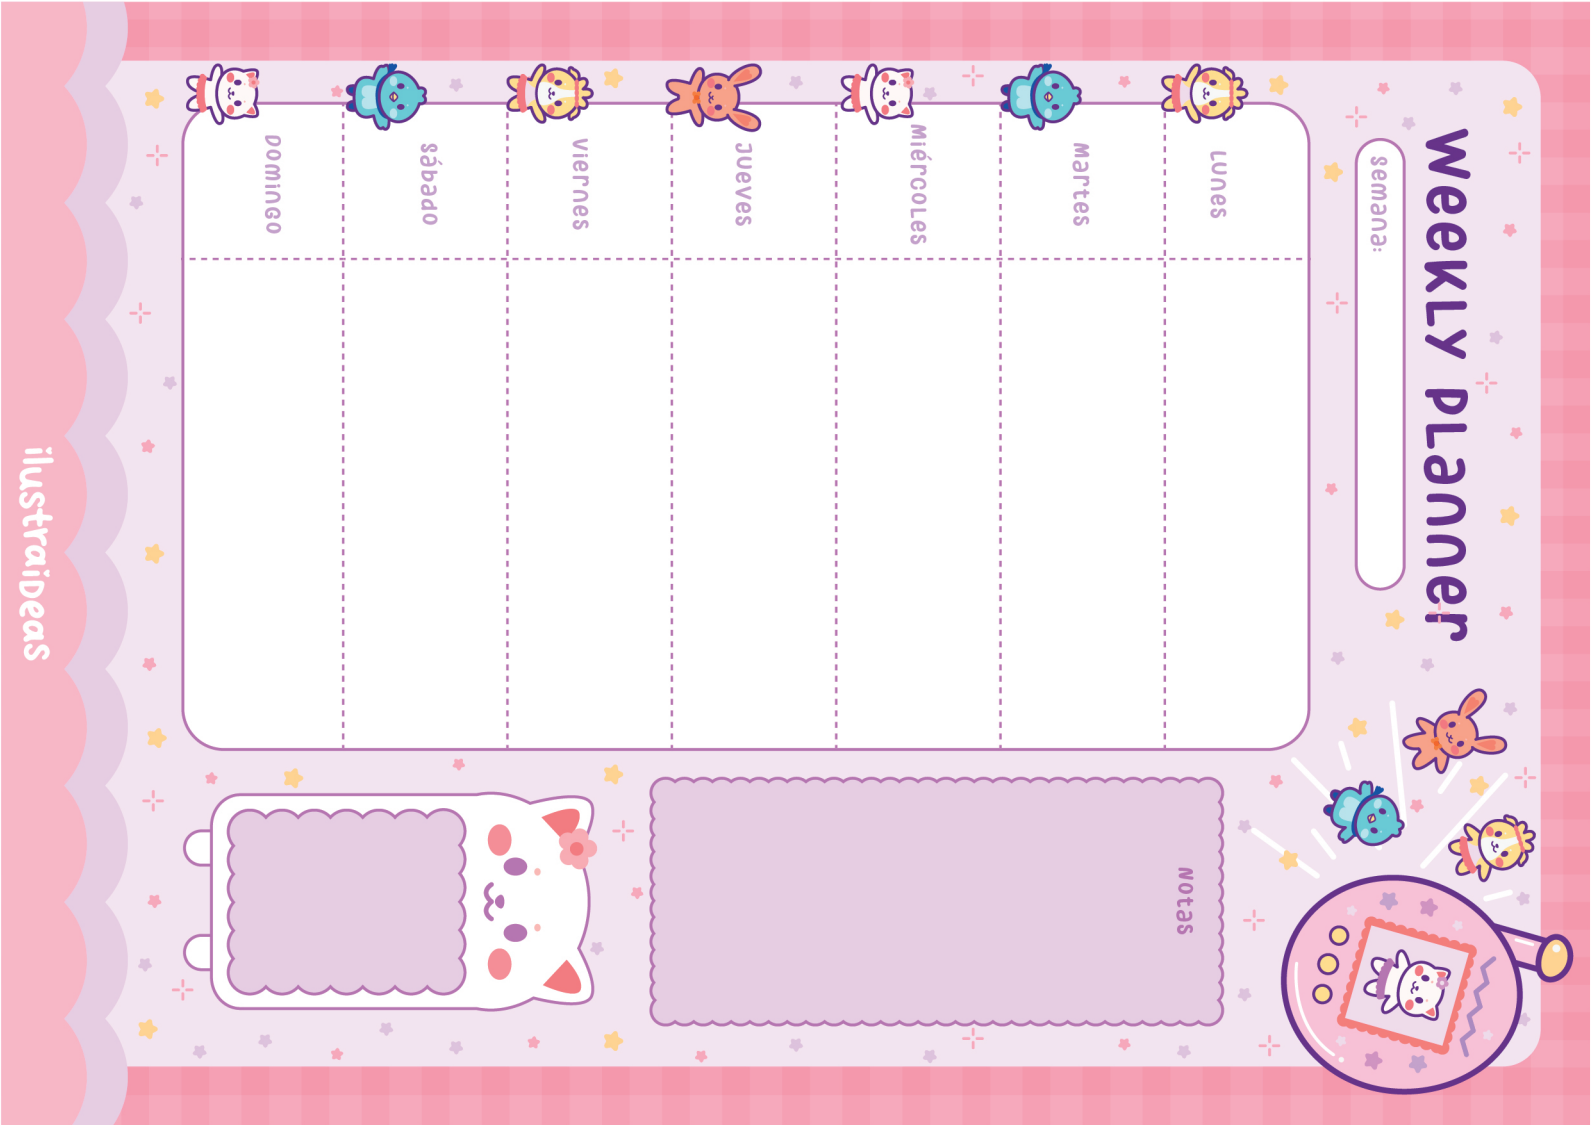 Weekly planner
semana:
Lunes
Martes
Miércoles
Jueves
Viernes
Sábado
Domingo
Notas
ilustraideas